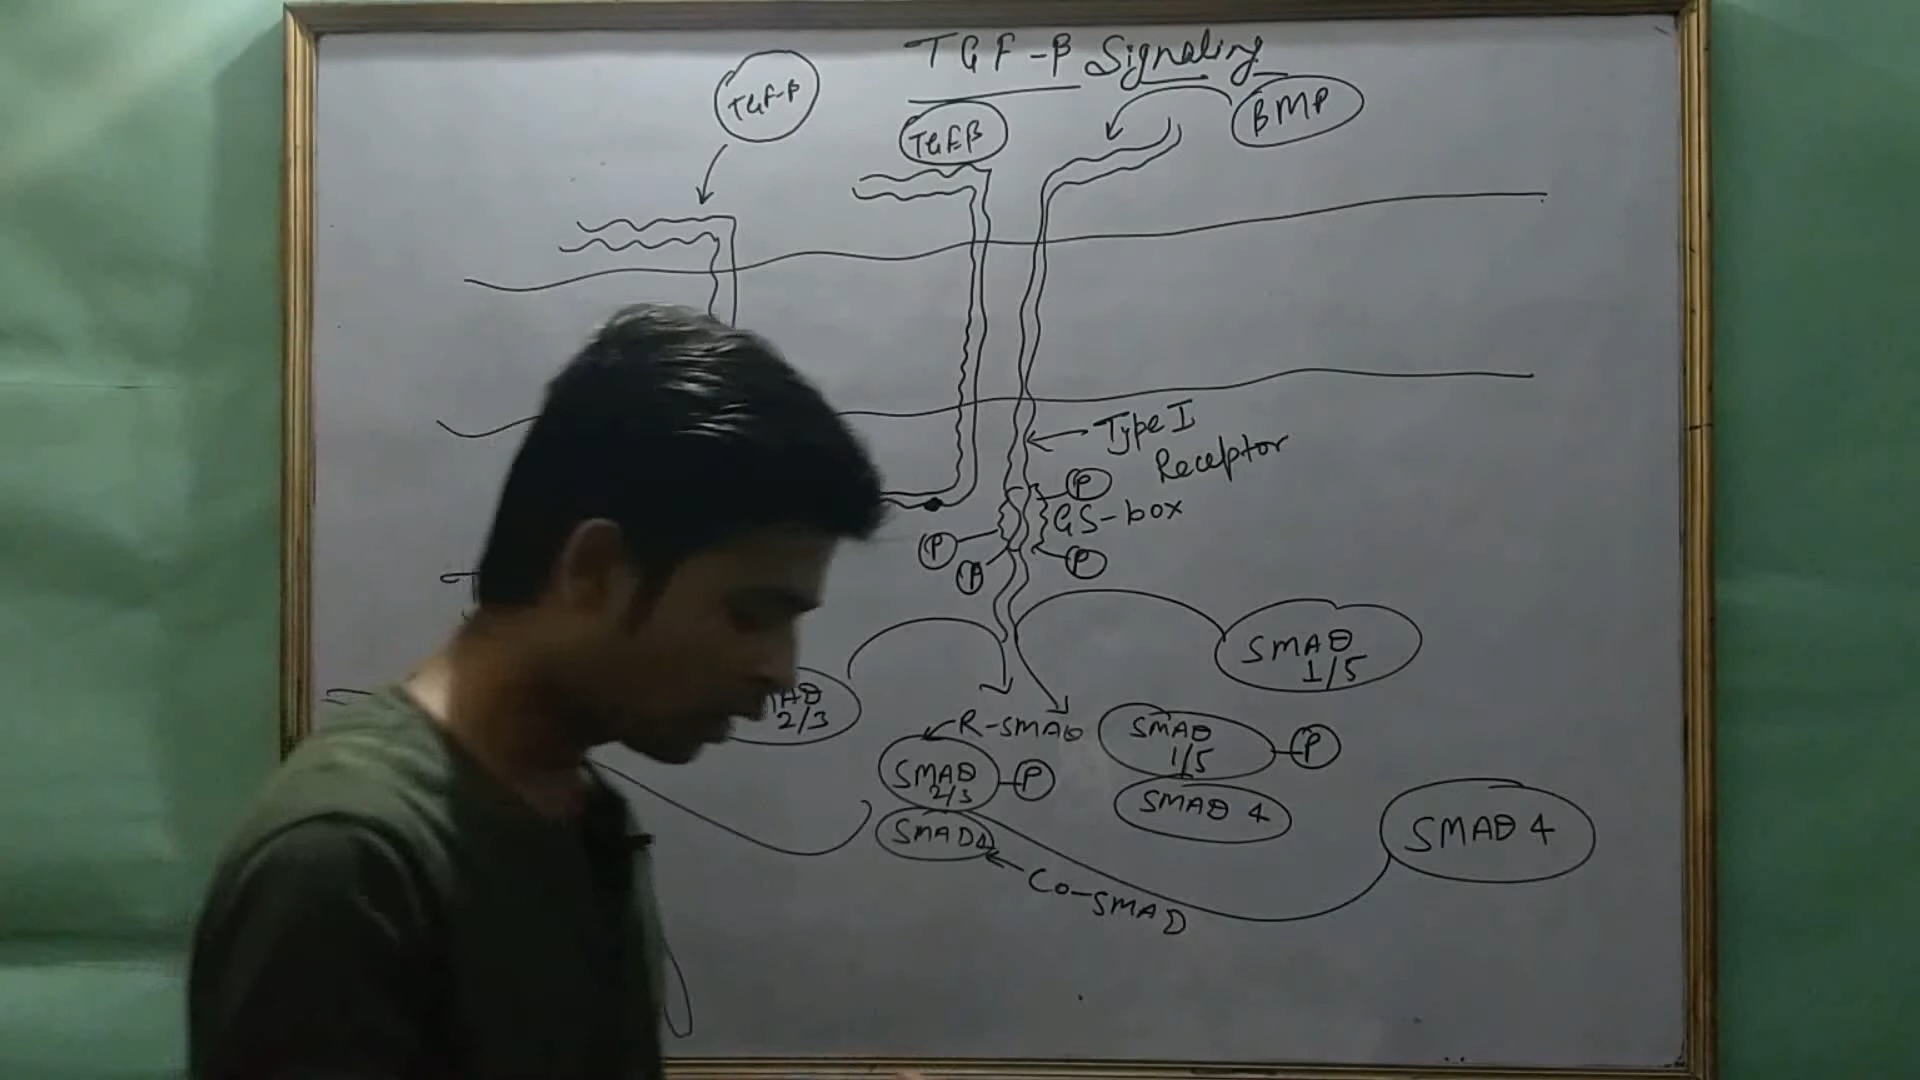 TGF-β Signaling
TGF-β
TGFβ
BMP
Type I
Receptor
P
GS-box
P
P
P
SMAD
1/5
2/3
R-SMAD
SMAD
1/5
P
SMAD
2/3
P
SMAD 4
SMAD4
SMAD 4
Co-SMAD